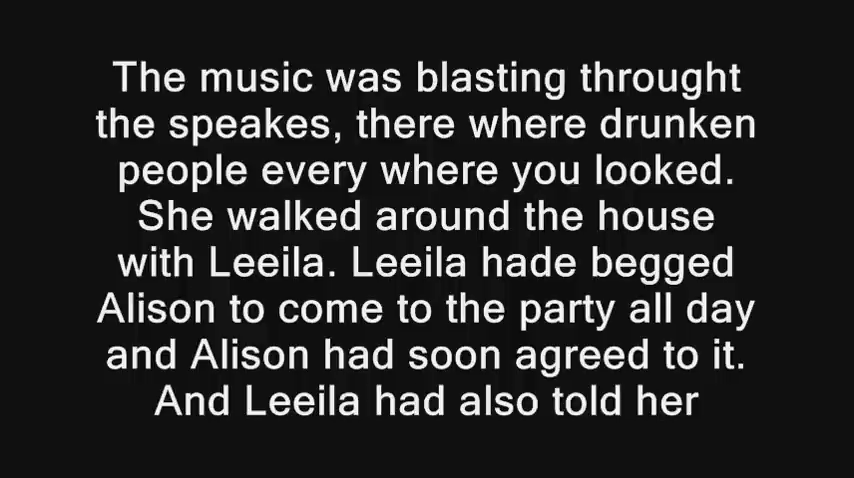 The music was blasting throught
the speakes, there where drunken
people every where you looked.
She walked around the house
with Leeila. Leeila hade begged
Alison to come to the party all day
and Alison had soon agreed to it.
And Leeila had also told her